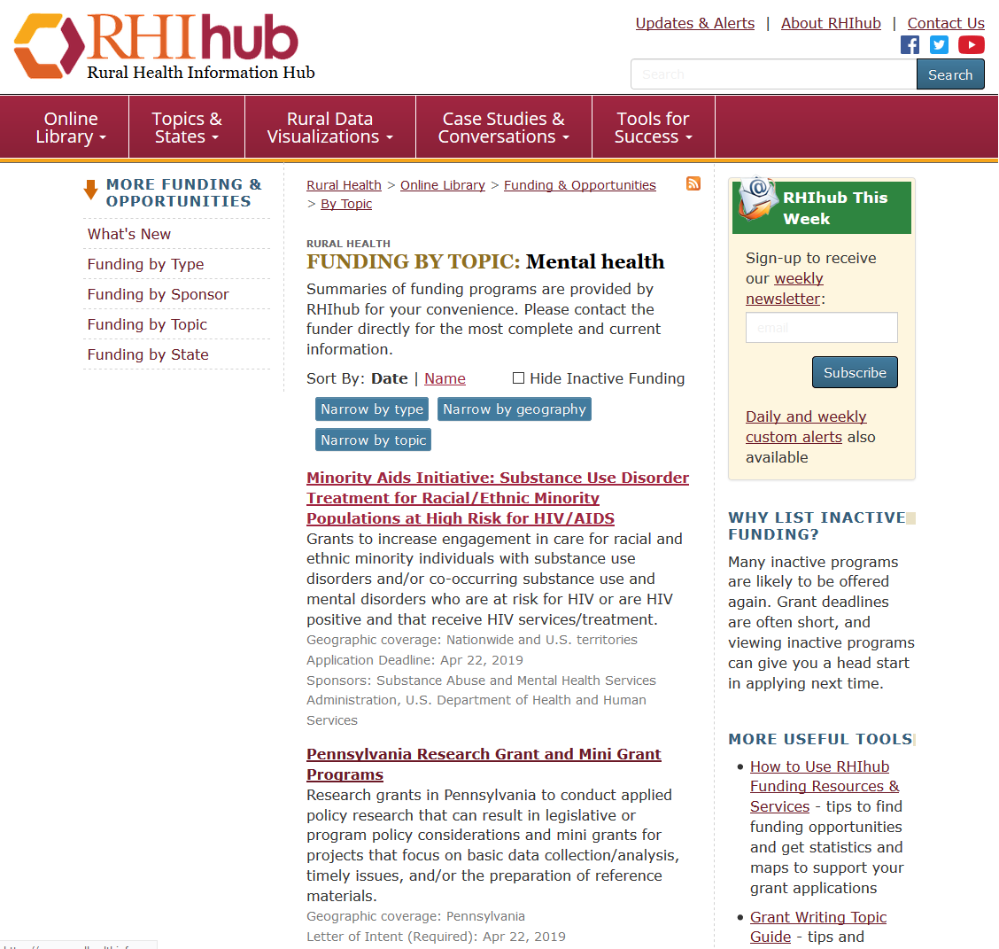 RHIhub
Rural Health Information Hub
Updates & Alerts | About RHIhub | Contact Us
Search
Search
Online
Library
Topics &
States
Rural Data
Visualizations
Case Studies &
Conversations
Tools for
Success
MORE FUNDING &
OPPORTUNITIES
What's New
Funding by Type
Funding by Sponsor
Funding by Topic
Funding by State
Rural Health > Online Library > Funding & Opportunities
> By Topic
RURAL HEALTH
FUNDING BY TOPIC: Mental health
Summaries of funding programs are provided by
RHIhub for your convenience. Please contact the
funder directly for the most complete and current
information.
Sort By: Date | Name
Hide Inactive Funding
Narrow by type
Narrow by geography
Narrow by topic
Minority Aids Initiative: Substance Use Disorder
Treatment for Racial/Ethnic Minority
Populations at High Risk for HIV/AIDS
Grants to increase engagement in care for racial and
ethnic minority individuals with substance use
disorders and/or co-occurring substance use and
mental disorders who are at risk for HIV or are HIV
positive and that receive HIV services/treatment.
Geographic coverage: Nationwide and U.S. territories
Application Deadline: Apr 22, 2019
Sponsors: Substance Abuse and Mental Health Services
Administration, U.S. Department of Health and Human
Services
Pennsylvania Research Grant and Mini Grant
Programs
Research grants in Pennsylvania to conduct applied
policy research that can result in legislative or
program policy considerations and mini grants for
projects that focus on basic data collection/analysis,
timely issues, and/or the preparation of reference
materials.
Geographic coverage: Pennsylvania
Letter of Intent (Required): Apr 22, 2019
RHIhub This
Week
Sign-up to receive
our weekly
newsletter:
email
Subscribe
Daily and weekly
custom alerts also
available
WHY LIST INACTIVE
FUNDING?
Many inactive programs
are likely to be offered
again. Grant deadlines
are often short, and
viewing inactive programs
can give you a head start
in applying next time.
MORE USEFUL TOOLS
How to Use RHIhub
Funding Resources &
Services - tips to find
funding opportunities
and get statistics and
maps to support your
grant applications
Grant Writing Topic
Guide - tips and